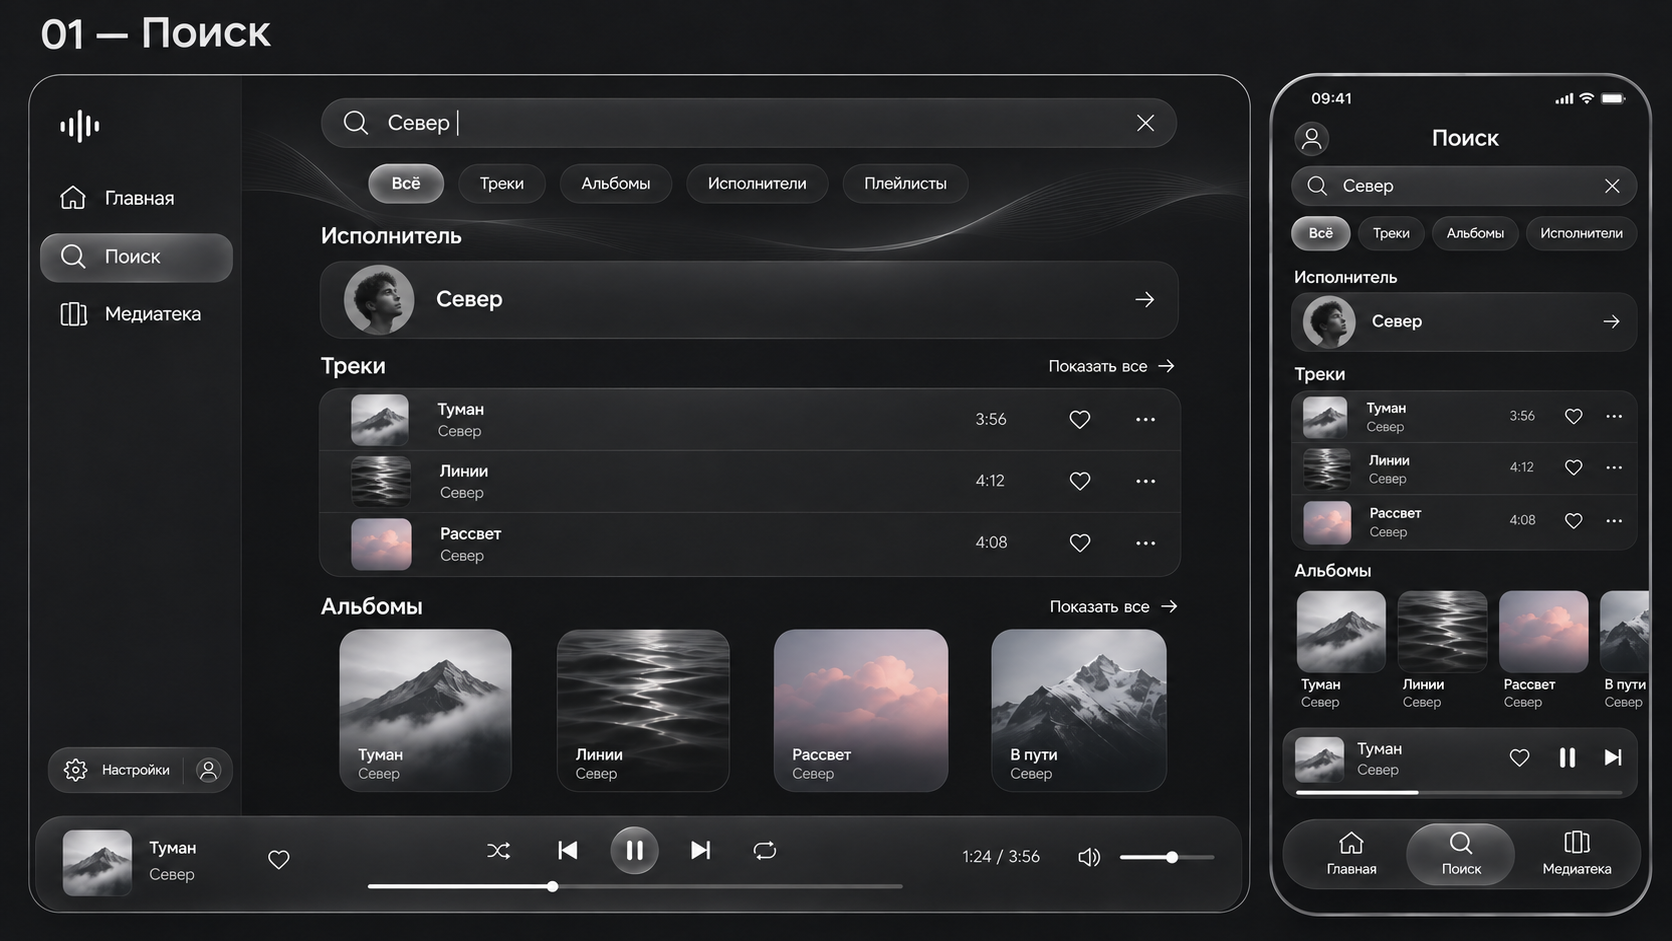 01 — Поиск
Север
Всё
Треки
Альбомы
Исполнители
Плейлисты
Главная
Поиск
Медиатека
Настройки
Исполнитель
Север
Треки
Показать все
Туман
Север
3:56
Линии
Север
4:12
Рассвет
Север
4:08
Альбомы
Показать все
Туман
Север
Линии
Север
Рассвет
Север
В пути
Север
Туман
Север
1:24 / 3:56
09:41
Поиск
Север
Всё
Треки
Альбомы
Исполнители
Исполнитель
Север
Треки
Туман
Север
3:56
Линии
Север
4:12
Рассвет
Север
4:08
Альбомы
Туман
Север
Линии
Север
Рассвет
Север
В пути
Север
Туман
Север
Главная
Поиск
Медиатека